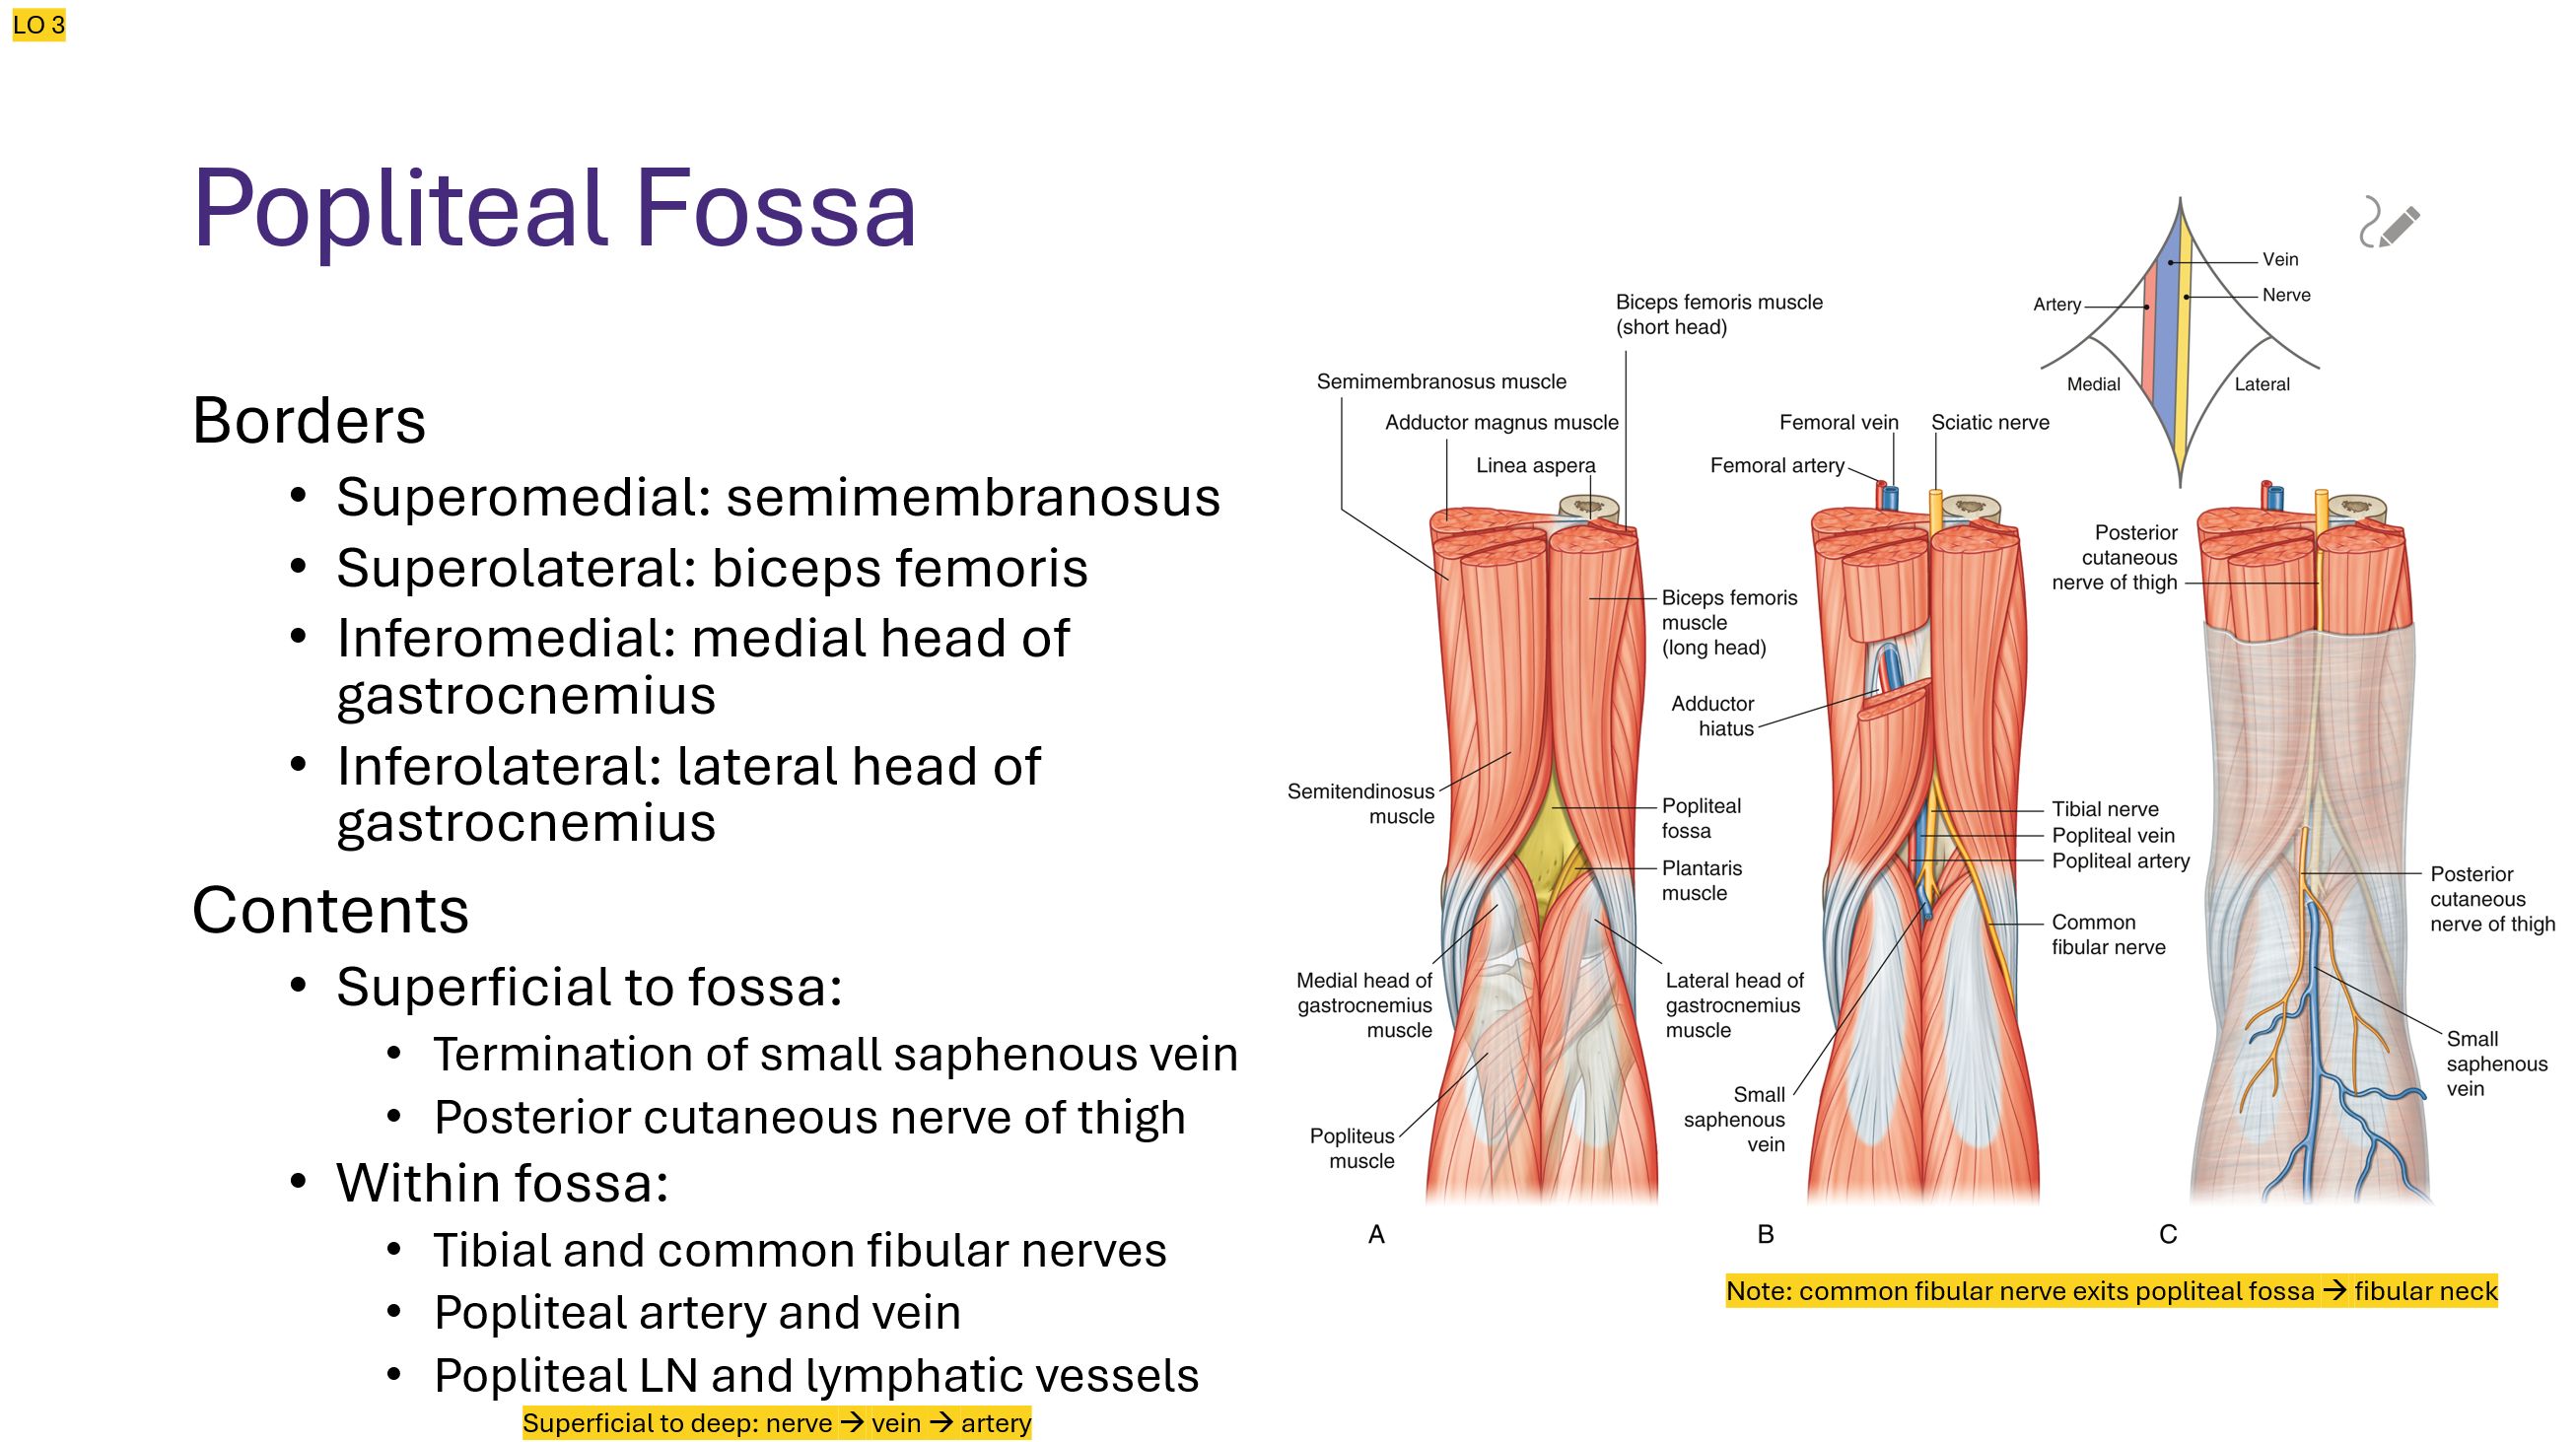 LO 3
Popliteal Fossa
Borders
• Superomedial: semimembranosus
• Superolateral: biceps femoris
• Inferomedial: medial head of
gastrocnemius
• Inferolateral: lateral head of
gastrocnemius
Contents
• Superficial to fossa:
• Termination of small saphenous vein
• Posterior cutaneous nerve of thigh
• Within fossa:
• Tibial and common fibular nerves
• Popliteal artery and vein
• Popliteal LN and lymphatic vessels
Superficial to deep: nerve → vein → artery
Biceps femoris muscle
(short head)
Semimembranosus muscle
Adductor magnus muscle
Linea aspera
Biceps femoris
muscle
(long head)
Semitendinosus
muscle
Popliteal
fossa
Plantaris
muscle
Medial head of
gastrocnemius
muscle
Lateral head of
gastrocnemius
muscle
Popliteus
muscle
A
Femoral vein
Sciatic nerve
Femoral artery
Adductor
hiatus
Tibial nerve
Popliteal vein
Popliteal artery
Common
fibular nerve
Small
saphenous
vein
B
Vein
Nerve
Artery
Medial
Lateral
Posterior
cutaneous
nerve of thigh
Posterior
cutaneous
nerve of thigh
Small
saphenous
vein
C
Note: common fibular nerve exits popliteal fossa → fibular neck